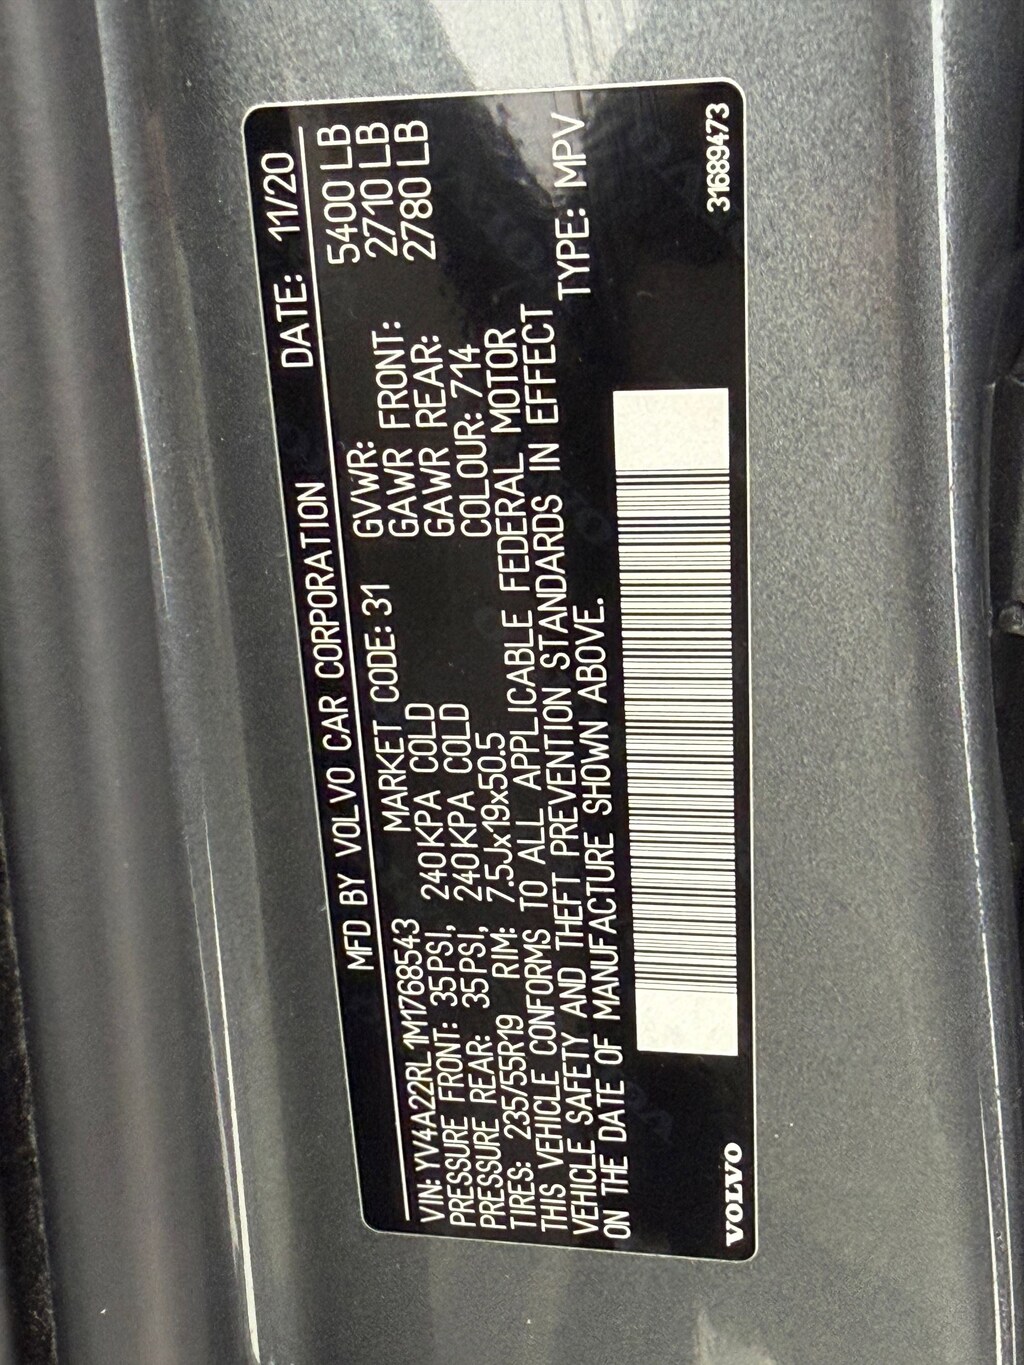 MFD BY VOLVO CAR CORPORATION DATE: 11/20
VIN: YV4A22RL1M1768543 MARKET CODE: 31 GVWR: 5400 LB
PRESSURE FRONT: 35PSI, 240KPA COLD GAWR FRONT: 2710 LB
PRESSURE REAR: 35PSI, 240KPA COLD GAWR REAR: 2780 LB
TIRES: 235/55R19 RIM: 7.5Jx19x50.5 COLOUR: 714
THIS VEHICLE CONFORMS TO ALL APPLICABLE FEDERAL MOTOR
VEHICLE SAFETY AND THEFT PREVENTION STANDARDS IN EFFECT
ON THE DATE OF MANUFACTURE SHOWN ABOVE. TYPE: MPV
VOLVO 31689473